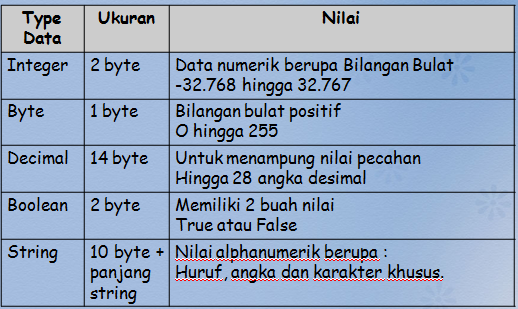 Type Data Ukuran Nilai
Integer 2 byte Data numerik berupa Bilangan Bulat
-32.768 hingga 32.767
Byte 1 byte Bilangan bulat positif
O hingga 255
Decimal 14 byte Untuk menampung nilai pecahan
Hingga 28 angka desimal
Boolean 2 byte Memiliki 2 buah nilai
True atau False
String 10 byte + panjang string Nilai alphanumerik berupa :
Huruf, angka dan karakter khusus.